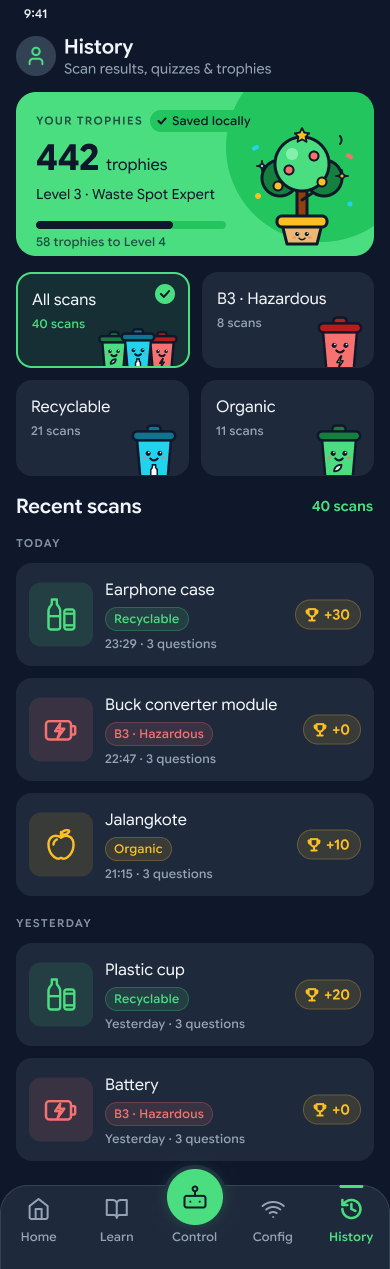 9:41
History
Scan results, quizzes & trophies
YOUR TROPHIES
Saved locally
442 trophies
Level 3 · Waste Spot Expert
58 trophies to Level 4
All scans
40 scans
B3 · Hazardous
8 scans
Recyclable
21 scans
Organic
11 scans
Recent scans
40 scans
TODAY
Earphone case
Recyclable
23:29 · 3 questions
+30
Buck converter module
B3 · Hazardous
22:47 · 3 questions
+0
Jalangkote
Organic
21:15 · 3 questions
+10
YESTERDAY
Plastic cup
Recyclable
Yesterday · 3 questions
+20
Battery
B3 · Hazardous
Yesterday · 3 questions
+0
Home
Learn
Control
Config
History